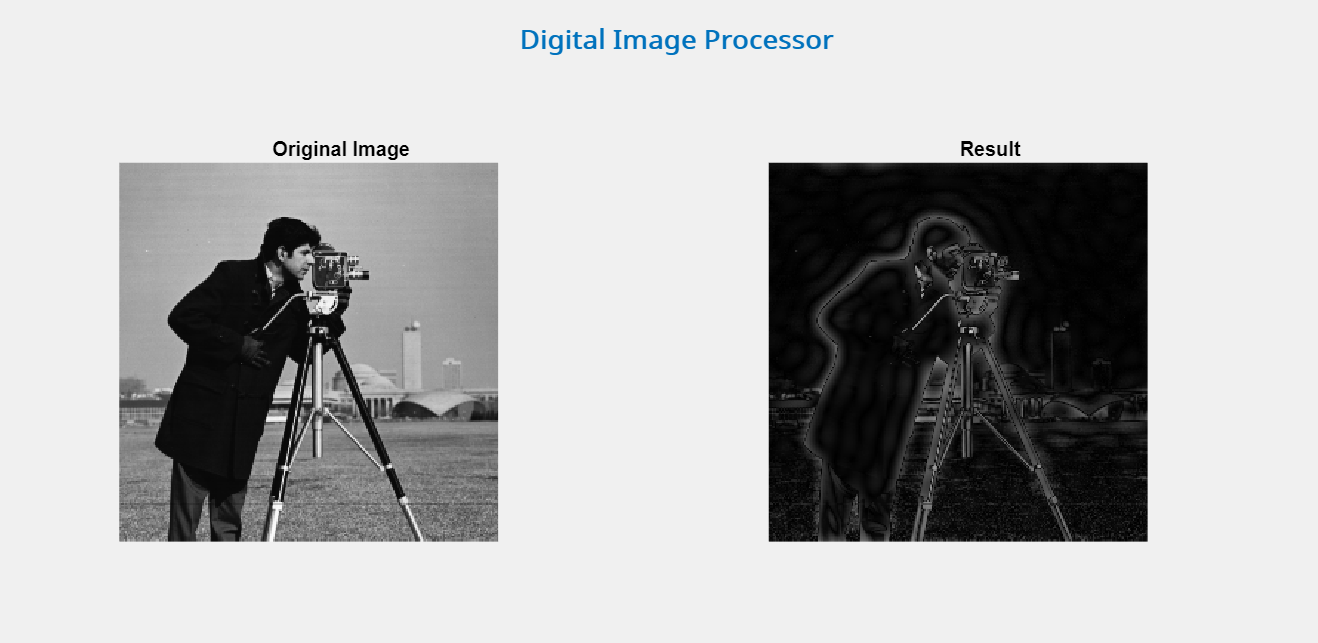 Digital Image Processor
Original Image
Result